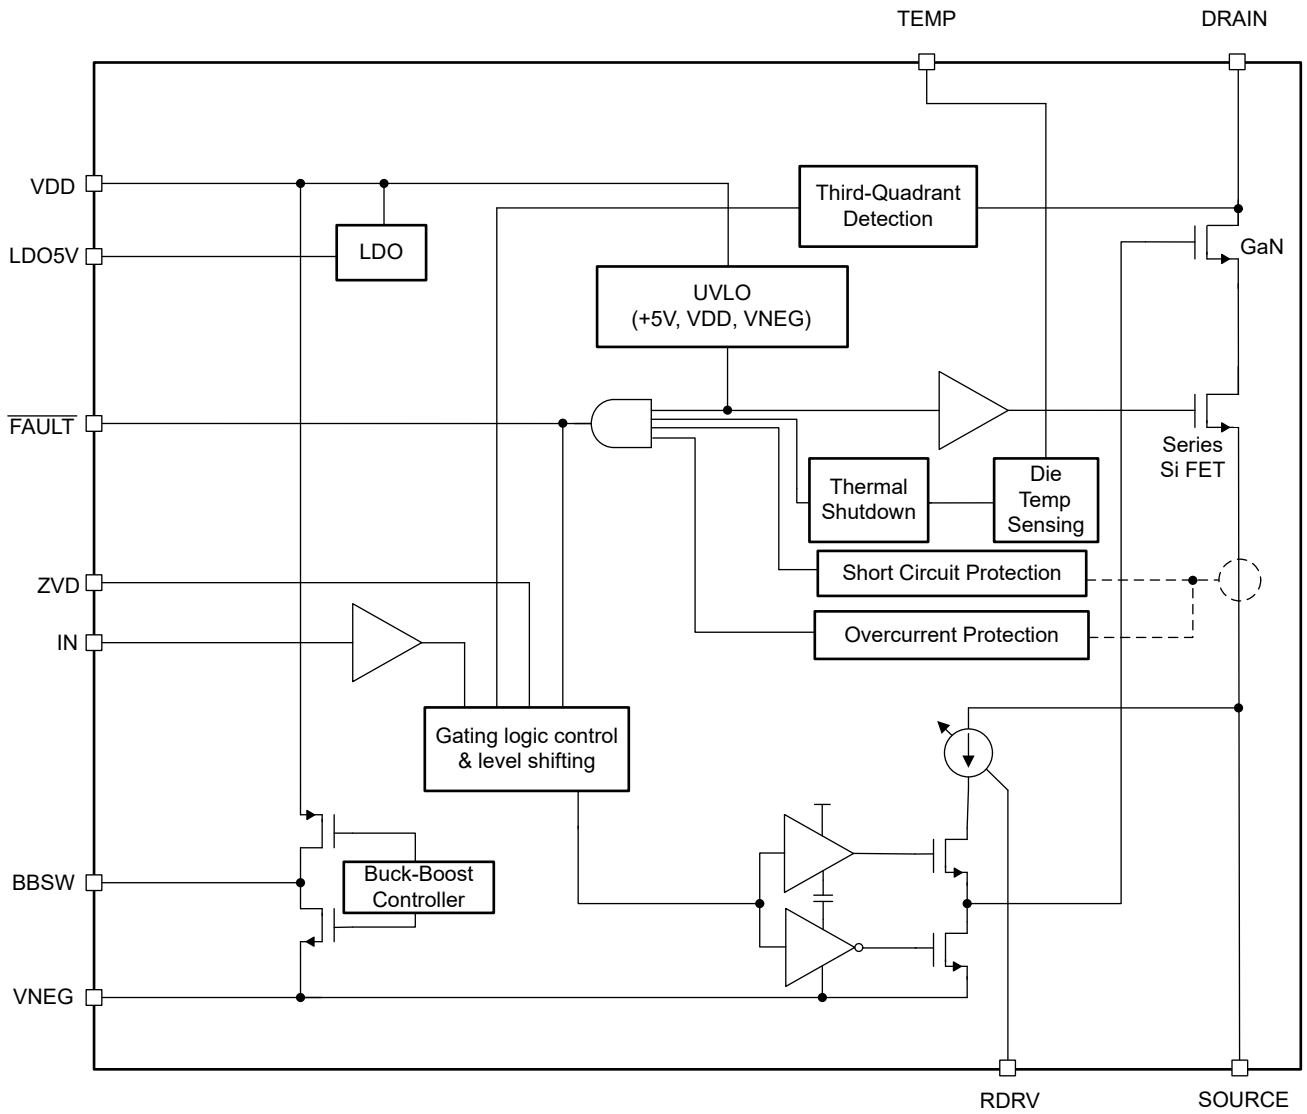 TEMP
DRAIN
VDD
Third-Quadrant
Detection
LDO5V
LDO
GaN
UVLO
(+5V, VDD, VNEG)
FAULT
Series
Si FET
Thermal
Shutdown
Die
Temp
Sensing
Short Circuit Protection
ZVD
IN
Overcurrent Protection
Gating logic control
& level shifting
BBSW
Buck-Boost
Controller
VNEG
RDRV
SOURCE